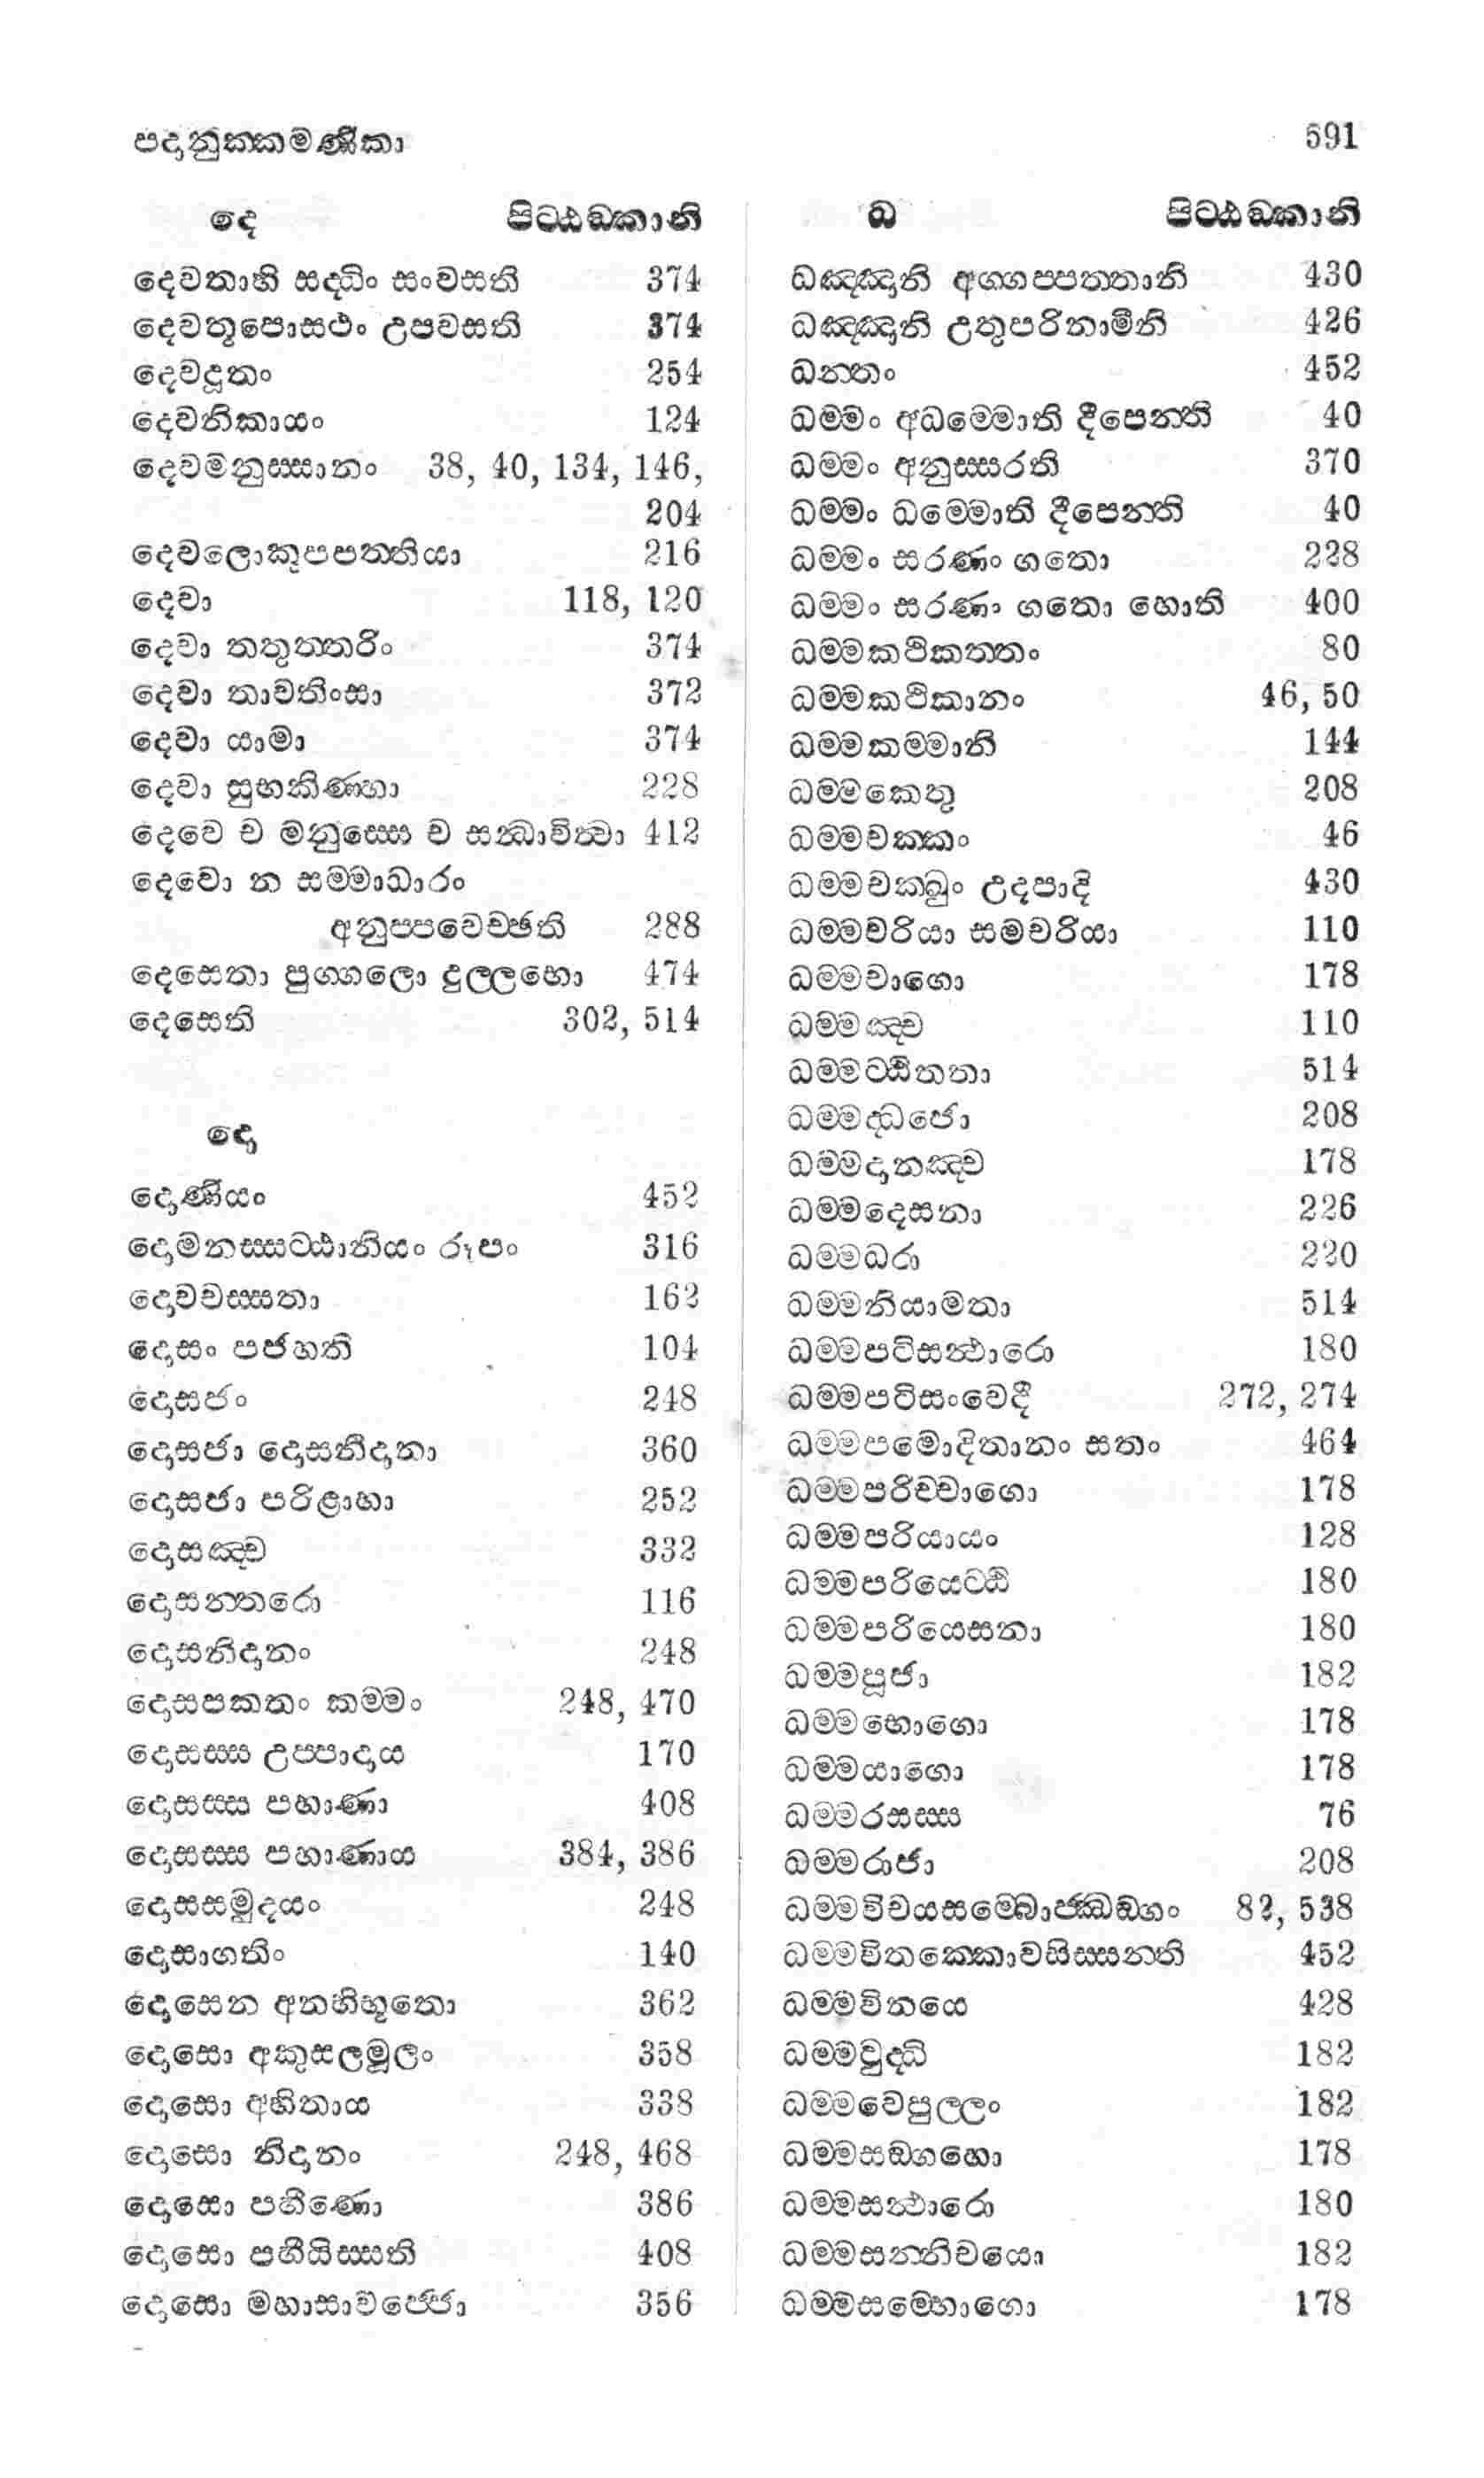 පදානුක්කමණිකා 591
දෙ පිට්ඨඞ්කානි
දෙවතාහි සද්ධිං සංවසති 374
දෙවතූපොසථං උපවසති 374
දෙවදූතං 254
දෙවනිකායං 124
දෙවමනුස්සානං 38, 40, 134, 146,
204
දෙවලොකූපපත්තියා 216
දෙවා 118, 120
දෙවා තතුත්තරිං 374
දෙවා තාවතිංසා 372
දෙවා යාමා 374
දෙවා සුභකිණ්හා 228
දෙවෙ ච මනුස්සෙ ච සන්ධාවිත්වා 412
දෙවො න සම්මාධාරං
අනුප්පවෙච්ඡති 288
දෙසෙතා පුග්ගලො දුල්ලභො 474
දෙසෙති 302, 514
දො
දොණියං 452
දොමනස්සට්ඨානියං රූපං 316
දොවචස්සතා 162
දොසං පජහති 104
දොසජං 248
දොසජා දොසනිදානා 360
දොසජා පරිළාහා 252
දොසඤ්ච 332
දොසන්තරො 116
දොසනිදානං 248
දොසපකතං කම්මං 248, 470
දොසස්ස උප්පාදාය 170
දොසස්ස පහාණා 408
දොසස්ස පහාණාය 384, 386
දොසසමුදයං 248
දොසාගතිං 140
දොසෙන අනභිභූතො 362
දොසො අකුසලමූලං 358
දොසො අහිතාය 338
දොසො නිදානං 248, 468
දොසො පහීණො 386
දොසො පහීයිස්සති 408
දොසො මහාසාවජ්ජො 356
ධ පිට්ඨඞ්කානි
ධඤ්ඤානි අග්ගප්පත්තානි 430
ධඤ්ඤානි උතුපරිනාමීනි 426
ධන්තං 452
ධම්මං අධම්මොති දීපෙන්ති 40
ධම්මං අනුස්සරති 370
ධම්මං ධම්මොති දීපෙන්ති 40
ධම්මං සරණං ගතො 228
ධම්මං සරණං ගතො හොති 400
ධම්මකථිකත්තං 80
ධම්මකථිකානං 46, 50
ධම්මකම්මානි 144
ධම්මකෙතු 208
ධම්මචක්කං 46
ධම්මචක්ඛුං උදපාදි 430
ධම්මචරියා සමචරියා 110
ධම්මචාගො 178
ධම්මඤ්ච 110
ධම්මට්ඨිතතා 514
ධම්මද්ධජො 208
ධම්මදානඤ්ච 178
ධම්මදෙසනා 226
ධම්මධරා 220
ධම්මනියාමතා 514
ධම්මපටිසන්ථාරො 180
ධම්මපටිසංවෙදී 272, 274
ධම්මපමොදිතානං සතං 464
ධම්මපරිච්චාගො 178
ධම්මපරියායං 128
ධම්මපරියෙට්ඨි 180
ධම්මපරියෙසනා 180
ධම්මපූජා 182
ධම්මභොගො 178
ධම්මයාගො 178
ධම්මරසස්ස 76
ධම්මරාජා 208
ධම්මවිචයසම්බොජ්ඣඞ්ගං 82, 538
ධම්මවිතක්කොවසිස්සන්ති 452
ධම්මවිනයෙ 428
ධම්මවුද්ධි 182
ධම්මවෙපුල්ලං 182
ධම්මසඞ්ගහො 178
ධම්මසන්ථාරො 180
ධම්මසන්නිචයො 182
ධම්මසම්භොගො 178